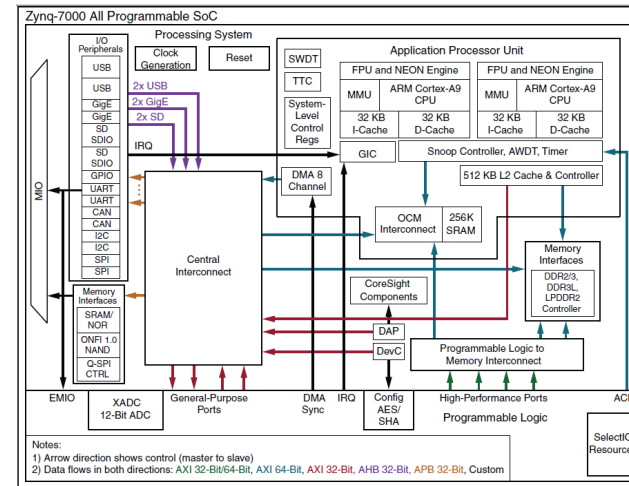 Zynq-7000 All Programmable SoC
I/O
Peripherals
USB
USB
GigE
GigE
SD
SDIO
SD
SDIO
GPIO
UART
UART
CAN
CAN
I2C
I2C
SPI
SPI
MIO
Memory
Interfaces
SRAM/
NOR
ONFI 1.0
NAND
Q-SPI
CTRL
Processing System
Clock
Generation
Reset
2x USB
2x GigE
2x SD
IRQ
Central
Interconnect
SWDT
TTC
System-
Level
Control
Regs
Application Processor Unit
FPU and NEON Engine
MMU
ARM Cortex-A9
CPU
32 KB
I-Cache
32 KB
D-Cache
FPU and NEON Engine
MMU
ARM Cortex-A9
CPU
32 KB
I-Cache
32 KB
D-Cache
GIC
Snoop Controller, AWDT, Timer
DMA 8
Channel
512 KB L2 Cache & Controller
OCM
Interconnect
256K
SRAM
Memory
Interfaces
DDR2/3,
DDR3L,
LPDDR2
Controller
CoreSight
Components
DAP
DevC
Programmable Logic to
Memory Interconnect
EMIO
XADC
12-Bit ADC
General-Purpose
Ports
DMA
Sync
IRQ
Config
AES/
SHA
High-Performance Ports
Programmable Logic
SelectIO
Notes:
1) Arrow direction shows control (master to slave)
2) Data flows in both directions: AXI 32-Bit/64-Bit, AXI 64-Bit, AXI 32-Bit, AHB 32-Bit, APB 32-Bit, Custom